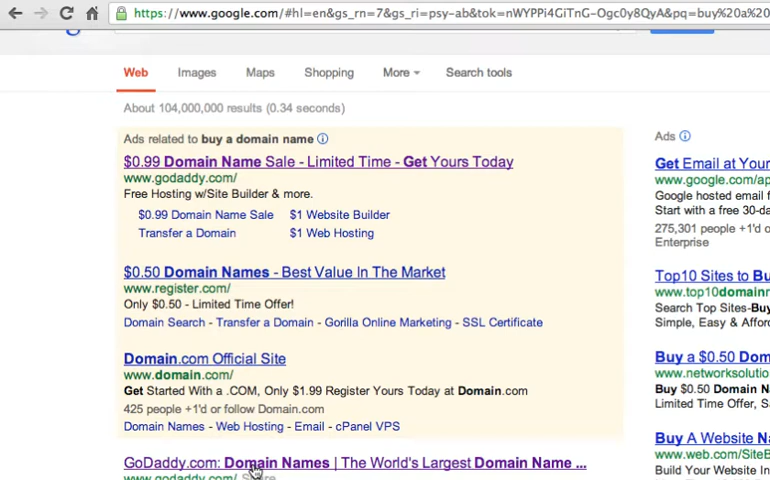 https://www.google.com/#hl=en&gs_rn=7&gs_ri=psy-ab&tok=nWYPPi4GiTnG-Ogc0y8QyA&pq=buy%20a%20
Web Images Maps Shopping More Search tools
About 104,000,000 results (0.34 seconds)
Ads related to buy a domain name
$0.99 Domain Name Sale - Limited Time - Get Yours Today
www.godaddy.com/
Free Hosting w/Site Builder & more.
$0.99 Domain Name Sale $1 Website Builder
Transfer a Domain $1 Web Hosting
$0.50 Domain Names - Best Value In The Market
www.register.com/
Only $0.50 - Limited Time Offer!
Domain Search - Transfer a Domain - Gorilla Online Marketing - SSL Certificate
Domain.com Official Site
www.domain.com/
Get Started With a .COM, Only $1.99 Register Yours Today at Domain.com
425 people +1'd or follow Domain.com
Domain Names - Web Hosting - Email - cPanel VPS
GoDaddy.com: Domain Names | The World's Largest Domain Name ...
www.godaddy.com/ Share
Ads
Get Email at Your
www.google.com/ap
Google hosted email f
Start with a free 30-da
275,301 people +1'd o
Enterprise
Top10 Sites to Bu
www.top10domainn
Search Top Sites-Buy
Simple, Easy & Afford
Buy a $0.50 Dom
www.networksolutio
Buy $0.50 Domain N
Limited Time Offer, S
Buy A Website Na
www.web.com/SiteB
Build Your Website In